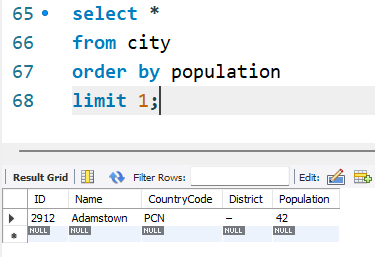 65 select *
66 from city
67 order by population
68 limit 1;
Result Grid Filter Rows: Edit:
ID Name CountryCode District Population
2912 Adamstown PCN – 42
NULL NULL NULL NULL NULL